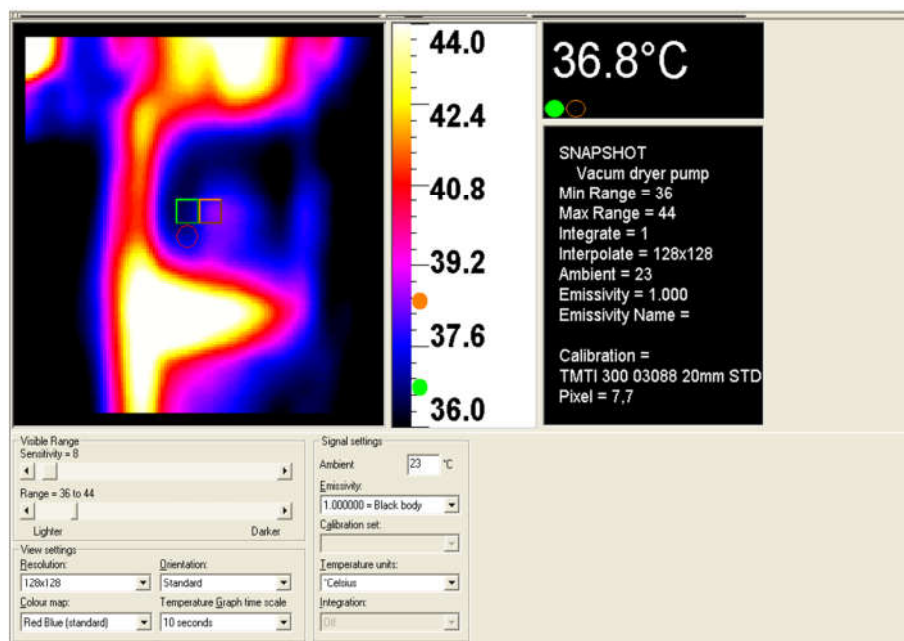 44.0
42.4
40.8
39.2
37.6
36.0
36.8°C
SNAPSHOT
Vacum dryer pump
Min Range = 36
Max Range = 44
Integrate = 1
Interpolate = 128x128
Ambient = 23
Emissivity = 1.000
Emissivity Name =
Calibration =
TMTI 300 03088 20mm STD
Pixel = 7,7
Visible Range
Sensitivity = 8
Range = 36 to 44
Lighter Darker
View settings
Resolution: Orientation:
128x128 Standard
Colour map: Temperature Graph time scale
Red Blue (standard) 10 seconds
Signal settings
Ambient 23 °C
Emissivity:
1.000000 = Black body
Calibration set:
Temperature units:
°Celsius
Integration:
Off